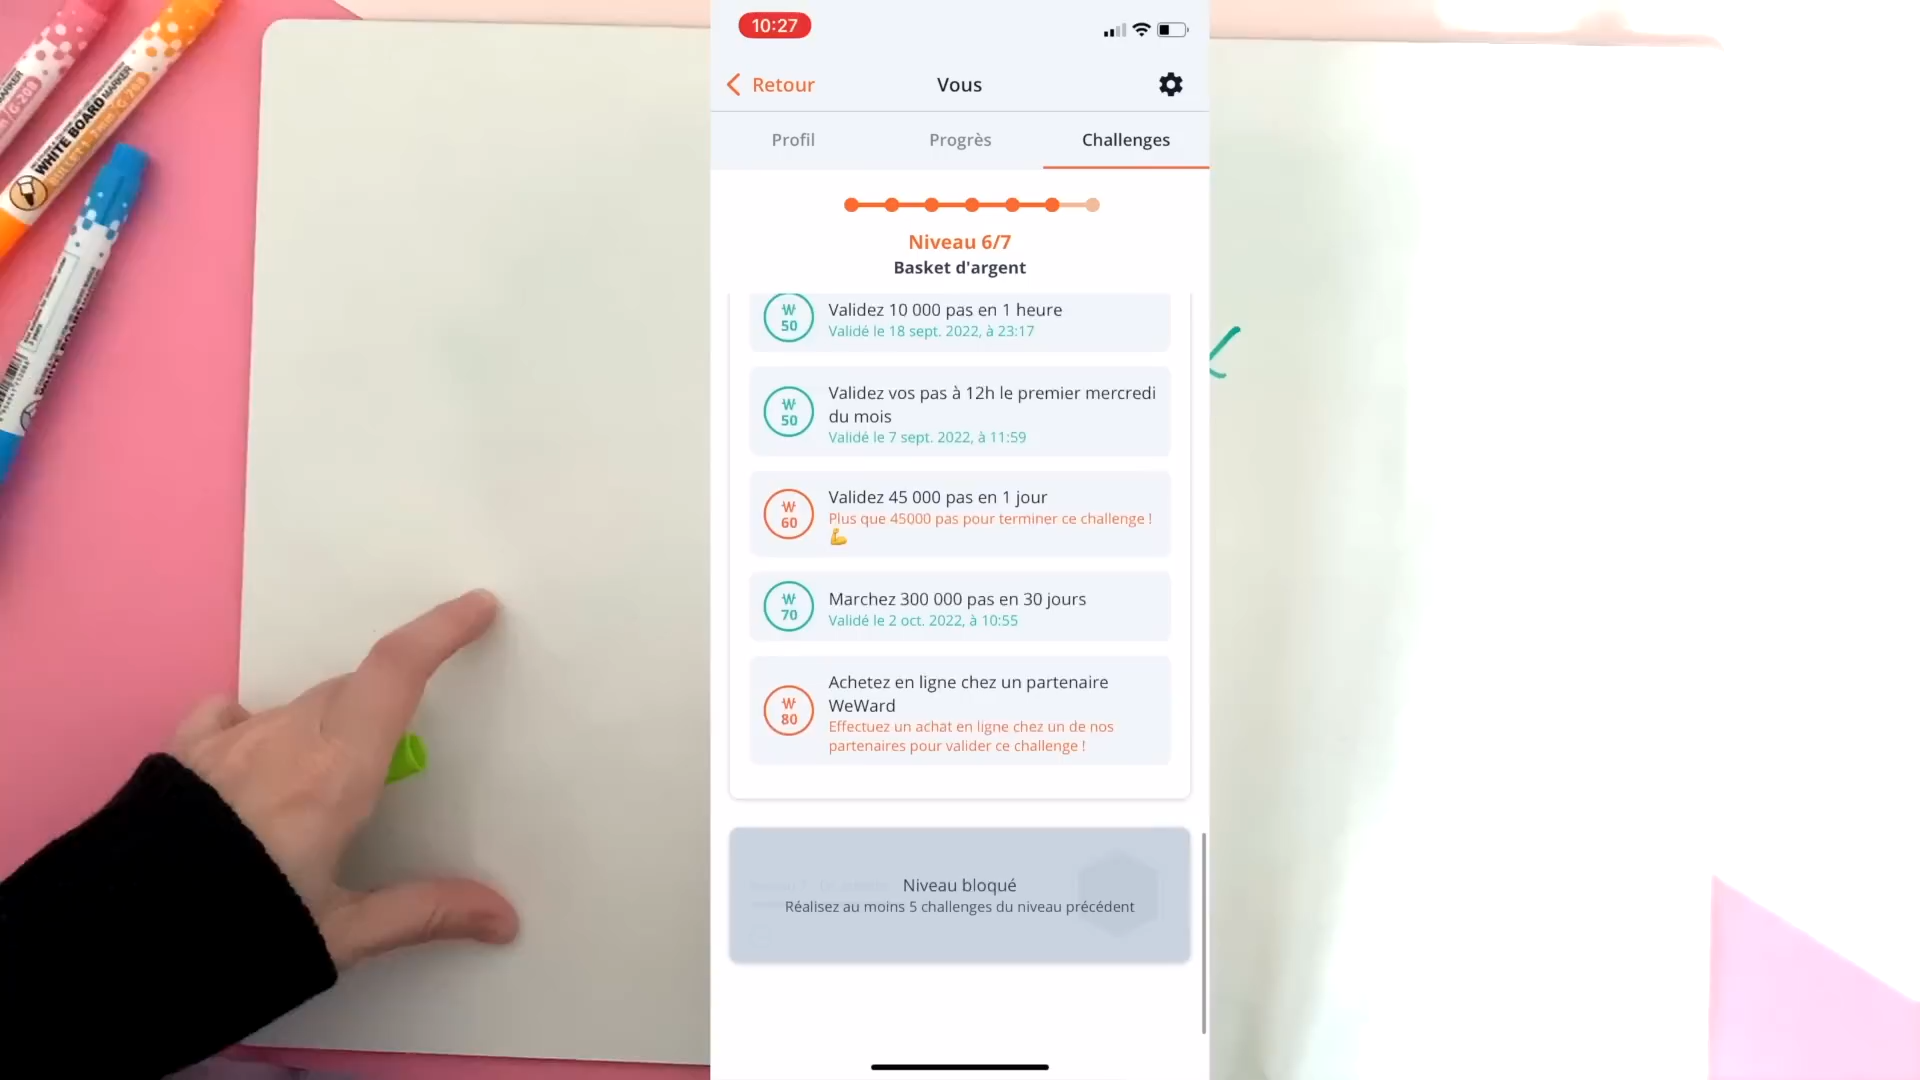 10:27
Retour
Vous
Profil
Progrès
Challenges
Niveau 6/7
Basket d'argent
W
50
Validez 10 000 pas en 1 heure
Validé le 18 sept. 2022, à 23:17
W
50
Validez vos pas à 12h le premier mercredi
du mois
Validé le 7 sept. 2022, à 11:59
W
60
Validez 45 000 pas en 1 jour
Plus que 45000 pas pour terminer ce challenge !
💪
W
70
Marchez 300 000 pas en 30 jours
Validé le 2 oct. 2022, à 10:55
W
80
Achetez en ligne chez un partenaire
WeWard
Effectuez un achat en ligne chez un de nos
partenaires pour valider ce challenge !
Niveau bloqué
Réalisez au moins 5 challenges du niveau précédent
WHITE BOARD MARKER